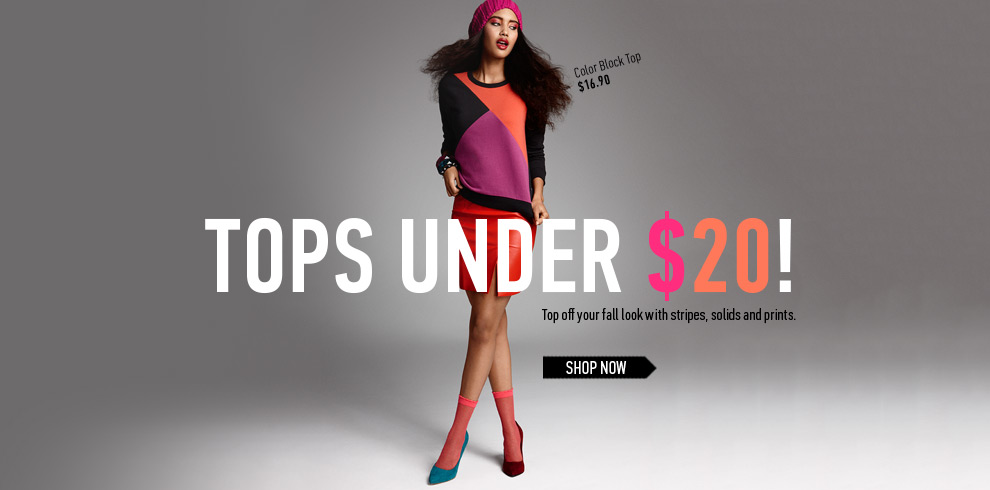 Color Block Top
$16.90
TOPS UNDER $20!
Top off your fall look with stripes, solids and prints.
SHOP NOW